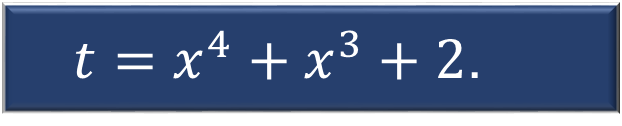 t = x⁴ + x³ + 2.